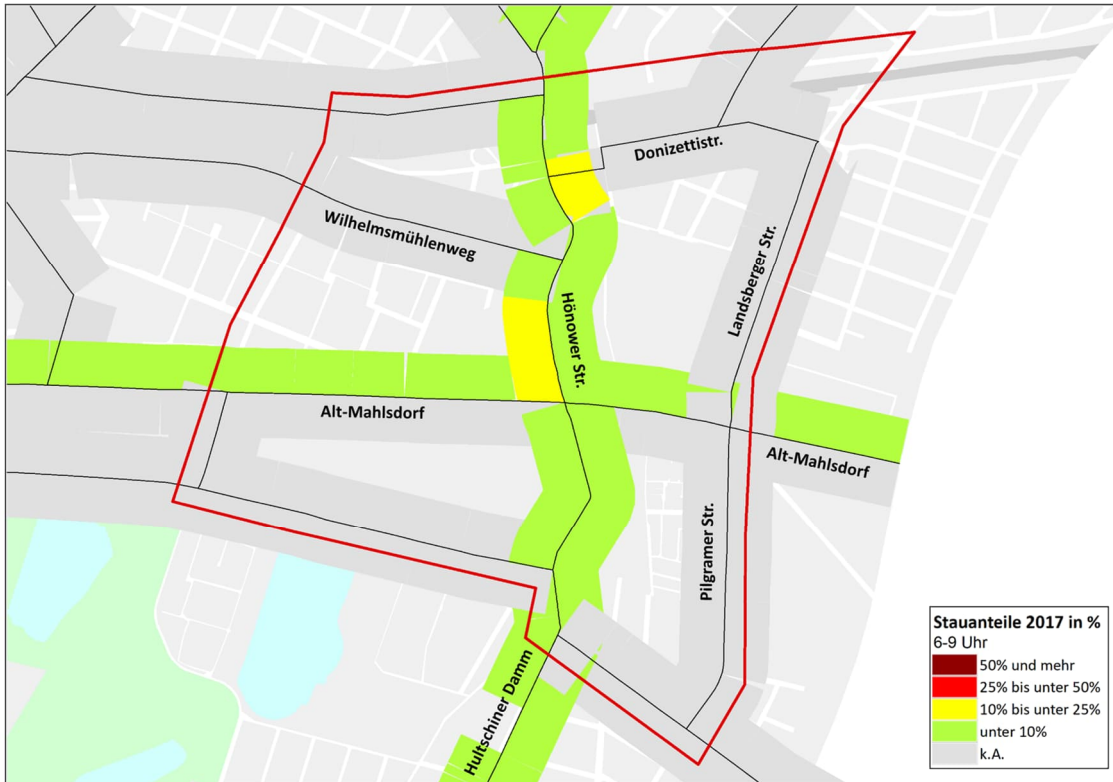 Donizettistr.
Wilhelmsmühlenweg
Landsberger Str.
Hönower Str.
Alt-Mahlsdorf
Alt-Mahlsdorf
Pilgramer Str.
Hultschiner Damm
Stauanteile 2017 in %
6-9 Uhr
50% und mehr
25% bis unter 50%
10% bis unter 25%
unter 10%
k.A.